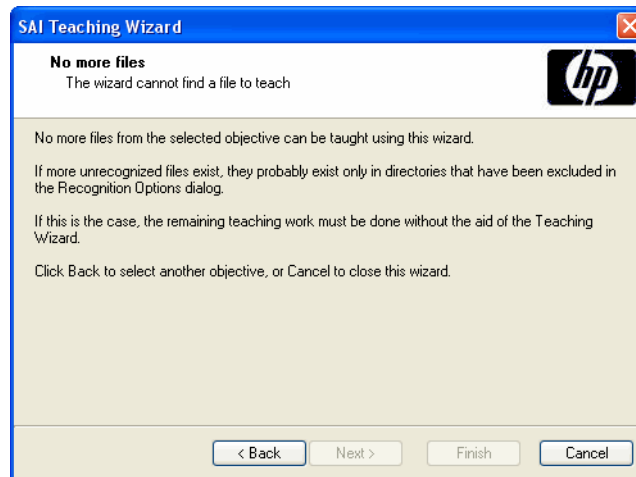 SAI Teaching Wizard
No more files
The wizard cannot find a file to teach
hp
No more files from the selected objective can be taught using this wizard.
If more unrecognized files exist, they probably exist only in directories that have been excluded in
the Recognition Options dialog.
If this is the case, the remaining teaching work must be done without the aid of the Teaching
Wizard.
Click Back to select another objective, or Cancel to close this wizard.
< Back Next > Finish Cancel